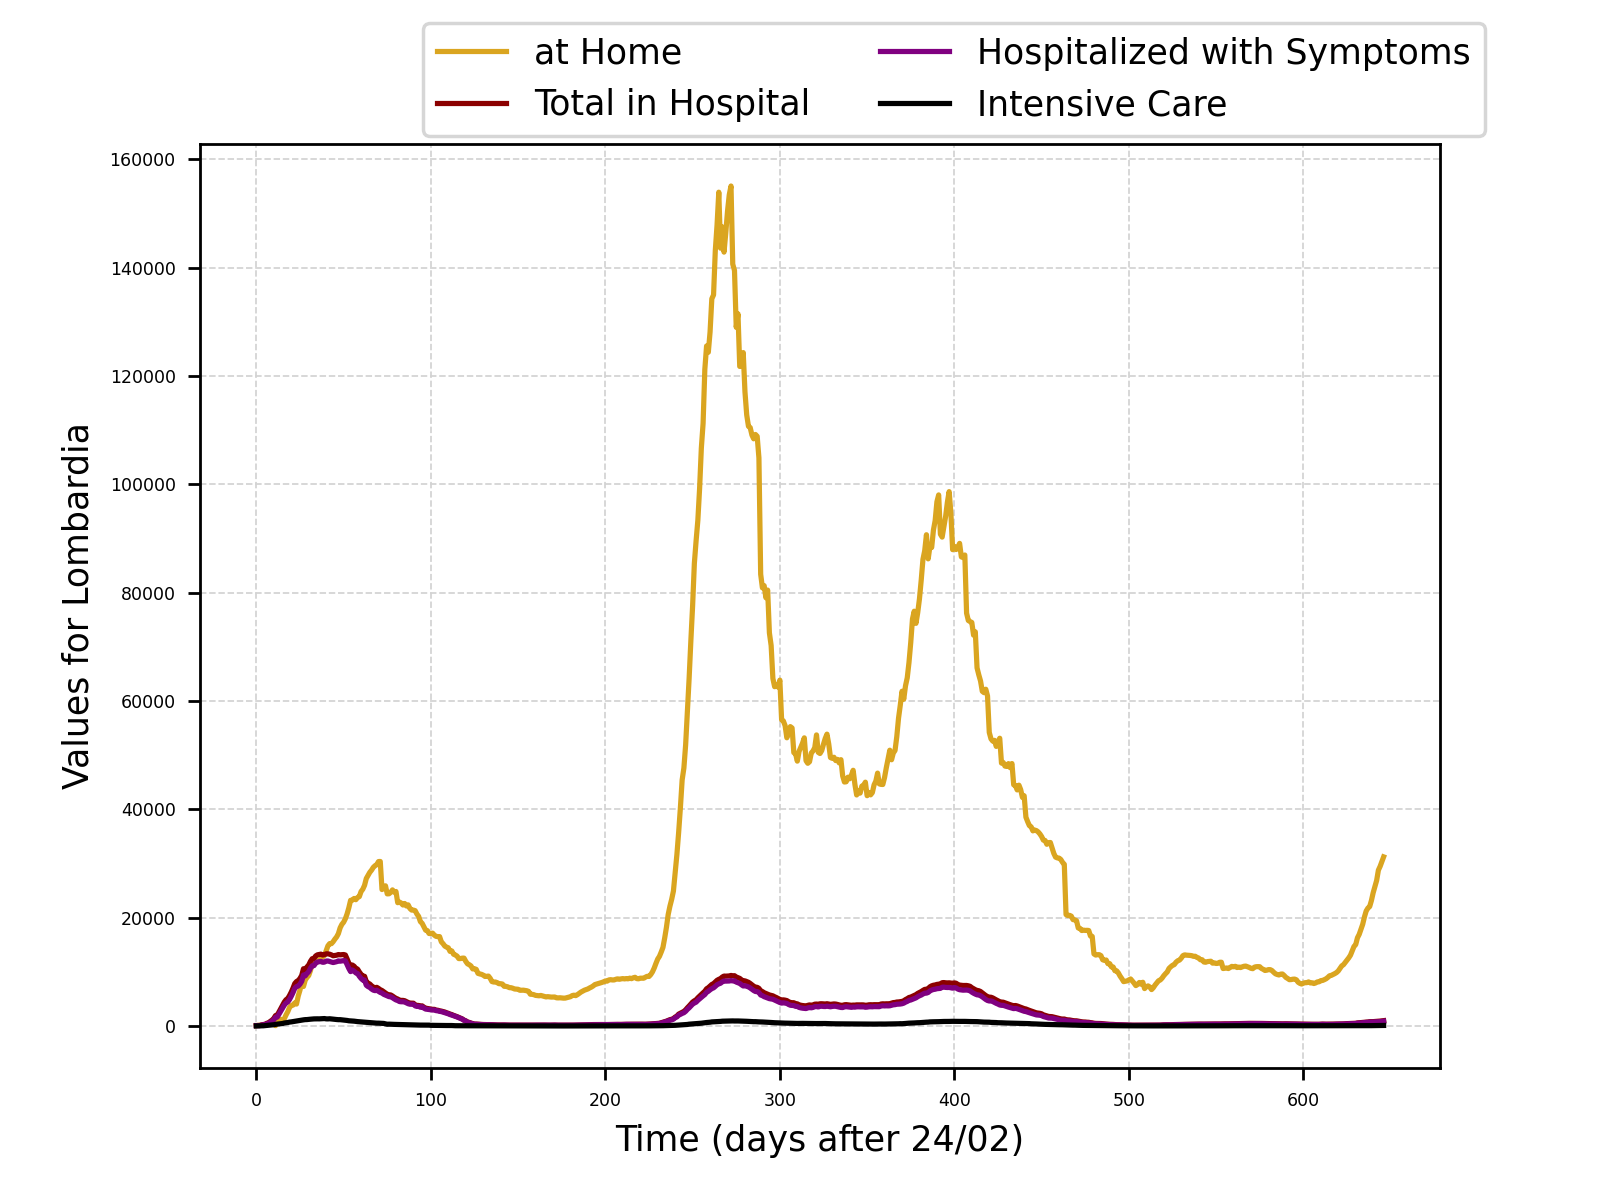 at Home
Total in Hospital
Hospitalized with Symptoms
Intensive Care
160000
140000
120000
100000
80000
60000
40000
20000
0
Values for Lombardia
0 100 200 300 400 500 600
Time (days after 24/02)